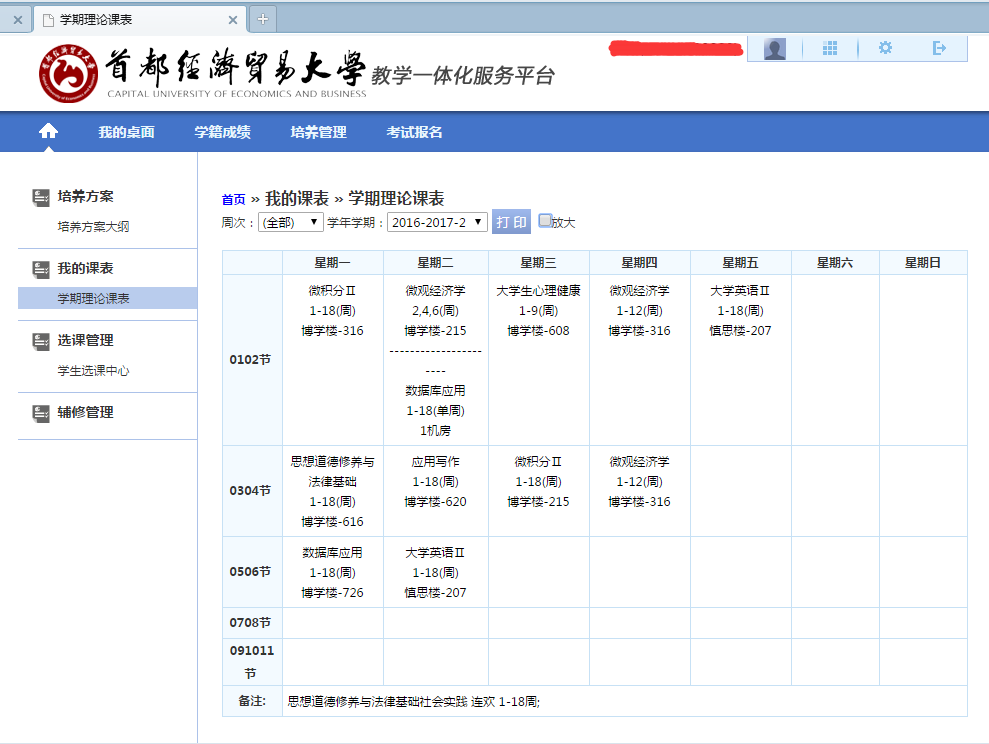 学期理论课表
首都经济贸易大学 教学一体化服务平台
CAPITAL UNIVERSITY OF ECONOMICS AND BUSINESS
我的桌面 学籍成绩 培养管理 考试报名
培养方案
培养方案大纲
我的课表
学期理论课表
选课管理
学生选课中心
辅修管理
首页 » 我的课表 » 学期理论课表
周次： (全部) 学年学期： 2016-2017-2 打 印 放大
星期一 星期二 星期三 星期四 星期五 星期六 星期日
0102节
微积分Ⅱ
1-18(周)
博学楼-316
微观经济学
2,4,6(周)
博学楼-215
------------------
----
数据库应用
1-18(单周)
1机房
大学生心理健康
1-9(周)
博学楼-608
微观经济学
1-12(周)
博学楼-316
大学英语Ⅱ
1-18(周)
慎思楼-207
0304节
思想道德修养与
法律基础
1-18(周)
博学楼-616
应用写作
1-18(周)
博学楼-620
微积分Ⅱ
1-18(周)
博学楼-215
微观经济学
1-12(周)
博学楼-316
0506节
数据库应用
1-18(周)
博学楼-726
大学英语Ⅱ
1-18(周)
慎思楼-207
0708节
091011
节
备注: 思想道德修养与法律基础社会实践 连欢 1-18周;